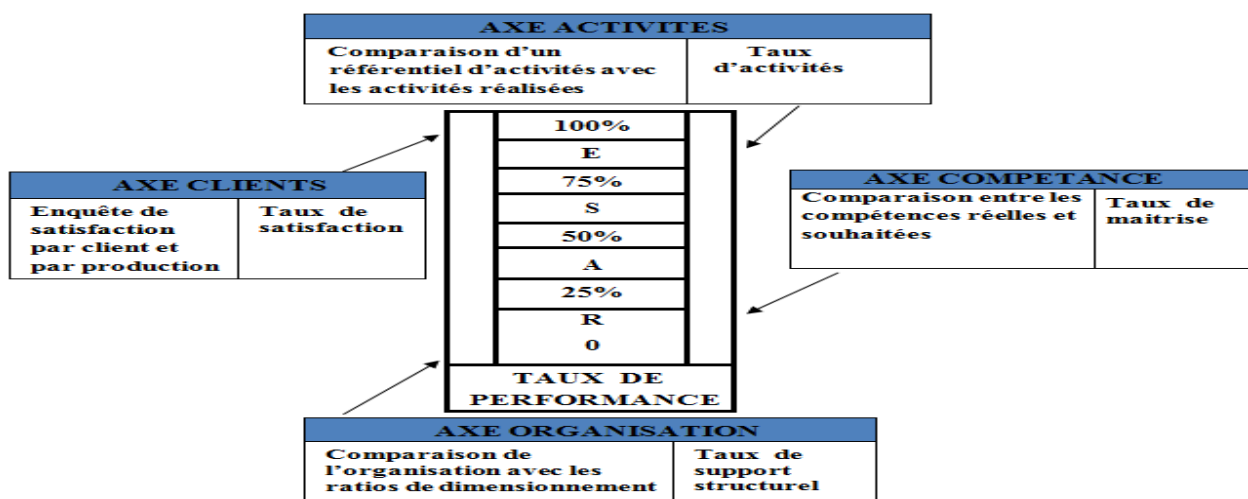 AXE ACTIVITES
Comparaison d'un
référentiel d'activités avec
les activités réalisées
Taux
d'activités
AXE CLIENTS
Enquête de
satisfaction
par client et
par production
Taux de
satisfaction
100%
E
75%
S
50%
A
25%
R
0
TAUX DE
PERFORMANCE
AXE COMPETANCE
Comparaison entre les
compétences réelles et
souhaitées
Taux de
maitrise
AXE ORGANISATION
Comparaison de
l'organisation avec les
ratios de dimensionnement
Taux de
support
structurel